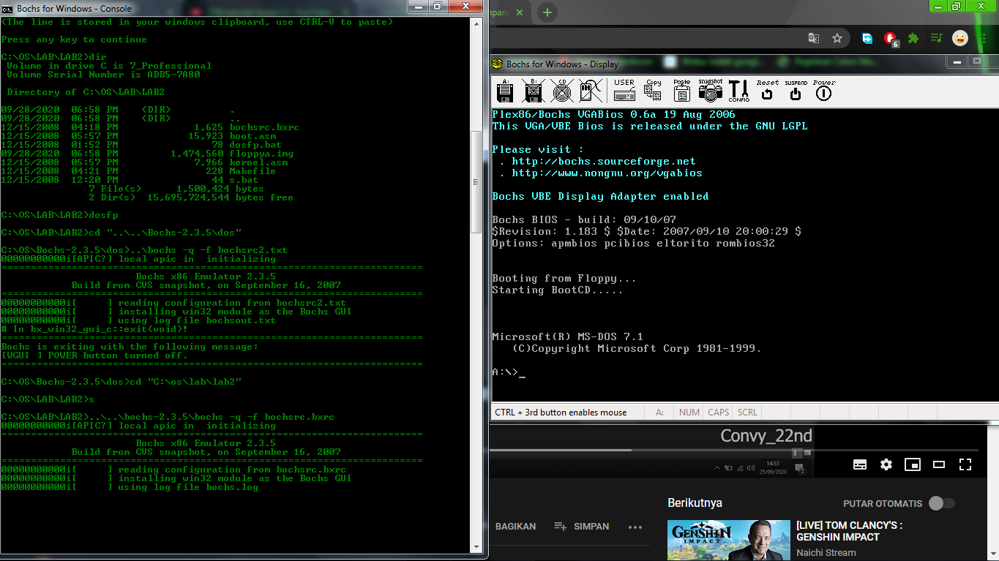 Bochs for Windows - Console
(The line is stored in your windows clipboard, use CTRL-V to paste)
Press any key to continue
C:\OS\LAB\LAB2>dir
Volume in drive C is 7_Professional
Volume Serial Number is ADB5-7A80
Directory of C:\OS\LAB\LAB2
09/28/2020  06:58 PM    <DIR>          .
09/28/2020  06:58 PM    <DIR>          ..
12/15/2008  04:18 PM             1,625 bochsrc.bxrc
12/15/2008  05:57 PM            15,923 boot.asm
12/15/2008  01:52 PM                78 dosfp.bat
09/28/2020  06:58 PM         1,474,560 floppya.img
12/15/2008  05:57 PM             7,966 kernel.asm
12/15/2008  04:21 PM               228 Makefile
12/15/2008  12:20 PM                44 s.bat
7 File(s)      1,500,424 bytes
2 Dir(s)  15,695,724,544 bytes free
C:\OS\LAB\LAB2>dosfp
C:\OS\LAB\LAB2>cd "..\..\Bochs-2.3.5\dos"
C:\OS\Bochs-2.3.5\dos>..\bochs -q -f bochsrc2.txt
00000000000i[APIC?] local apic in  initializing
========================================================================
Bochs x86 Emulator 2.3.5
Build from CVS snapshot, on September 16, 2007
========================================================================
00000000000i[     ] reading configuration from bochsrc2.txt
00000000000i[     ] installing win32 module as the Bochs GUI
00000000000i[     ] using log file bochsout.txt
# In bx_win32_gui_c::exit(void)!
========================================================================
Bochs is exiting with the following message:
[WGUI ] POWER button turned off.
========================================================================
C:\OS\Bochs-2.3.5\dos>cd "C:\os\lab\lab2"
C:\OS\LAB\LAB2>s
C:\OS\LAB\LAB2>..\..\bochs-2.3.5\bochs -q -f bochsrc.bxrc
00000000000i[APIC?] local apic in  initializing
========================================================================
Bochs x86 Emulator 2.3.5
Build from CVS snapshot, on September 16, 2007
========================================================================
00000000000i[     ] reading configuration from bochsrc.bxrc
00000000000i[     ] installing win32 module as the Bochs GUI
00000000000i[     ] using log file bochs.log
6
Bochs for Windows - Display
A: B: CD USER Copy Paste snapshot CONFIG Reset SUSPEND Power
Plex86/Bochs VGABios 0.6a 19 Aug 2006
This VGA/VBE Bios is released under the GNU LGPL
Please visit :
. http://bochs.sourceforge.net
. http://www.nongnu.org/vgabios
Bochs VBE Display Adapter enabled
Bochs BIOS - build: 09/10/07
$Revision: 1.183 $ $Date: 2007/09/10 20:00:29 $
Options: apmbios pcibios eltorito rombios32
Booting from Floppy...
Starting BootCD.....
Microsoft(R) MS-DOS 7.1
(C)Copyright Microsoft Corp 1981-1999.
A:\>_
CTRL + 3rd button enables mouse A: NUM CAPS SCRL
Convy_22nd
14:33
25/09/2020
2
Berikutnya PUTAR OTOMATIS
BAGIKAN SIMPAN
GENSHIN
IMPACT
[LIVE] TOM CLANCY'S :
GENSHIN IMPACT
Naichi Stream